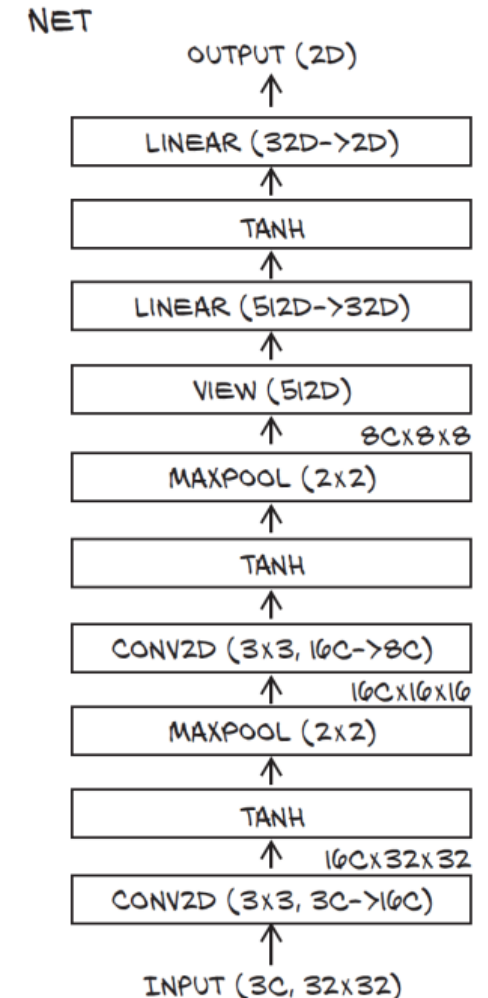 NET
OUTPUT (2D)
LINEAR (32D->2D)
TANH
LINEAR (512D->32D)
VIEW (512D)
8CX8X8
MAXPOOL (2X2)
TANH
CONV2D (3X3, 16C->8C)
16CX16X16
MAXPOOL (2X2)
TANH
16CX32X32
CONV2D (3X3, 3C->16C)
INPUT (3C, 32X32)